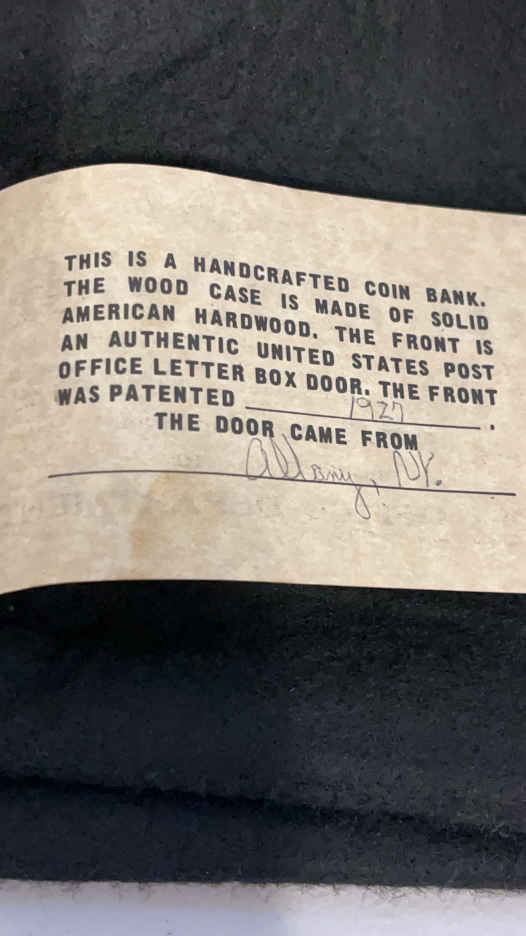 THIS IS A HANDCRAFTED COIN BANK.
THE WOOD CASE IS MADE OF SOLID
AMERICAN HARDWOOD. THE FRONT IS
AN AUTHENTIC UNITED STATES POST
OFFICE LETTER BOX DOOR. THE FRONT
WAS PATENTED 1927.
THE DOOR CAME FROM
Albany, NY.